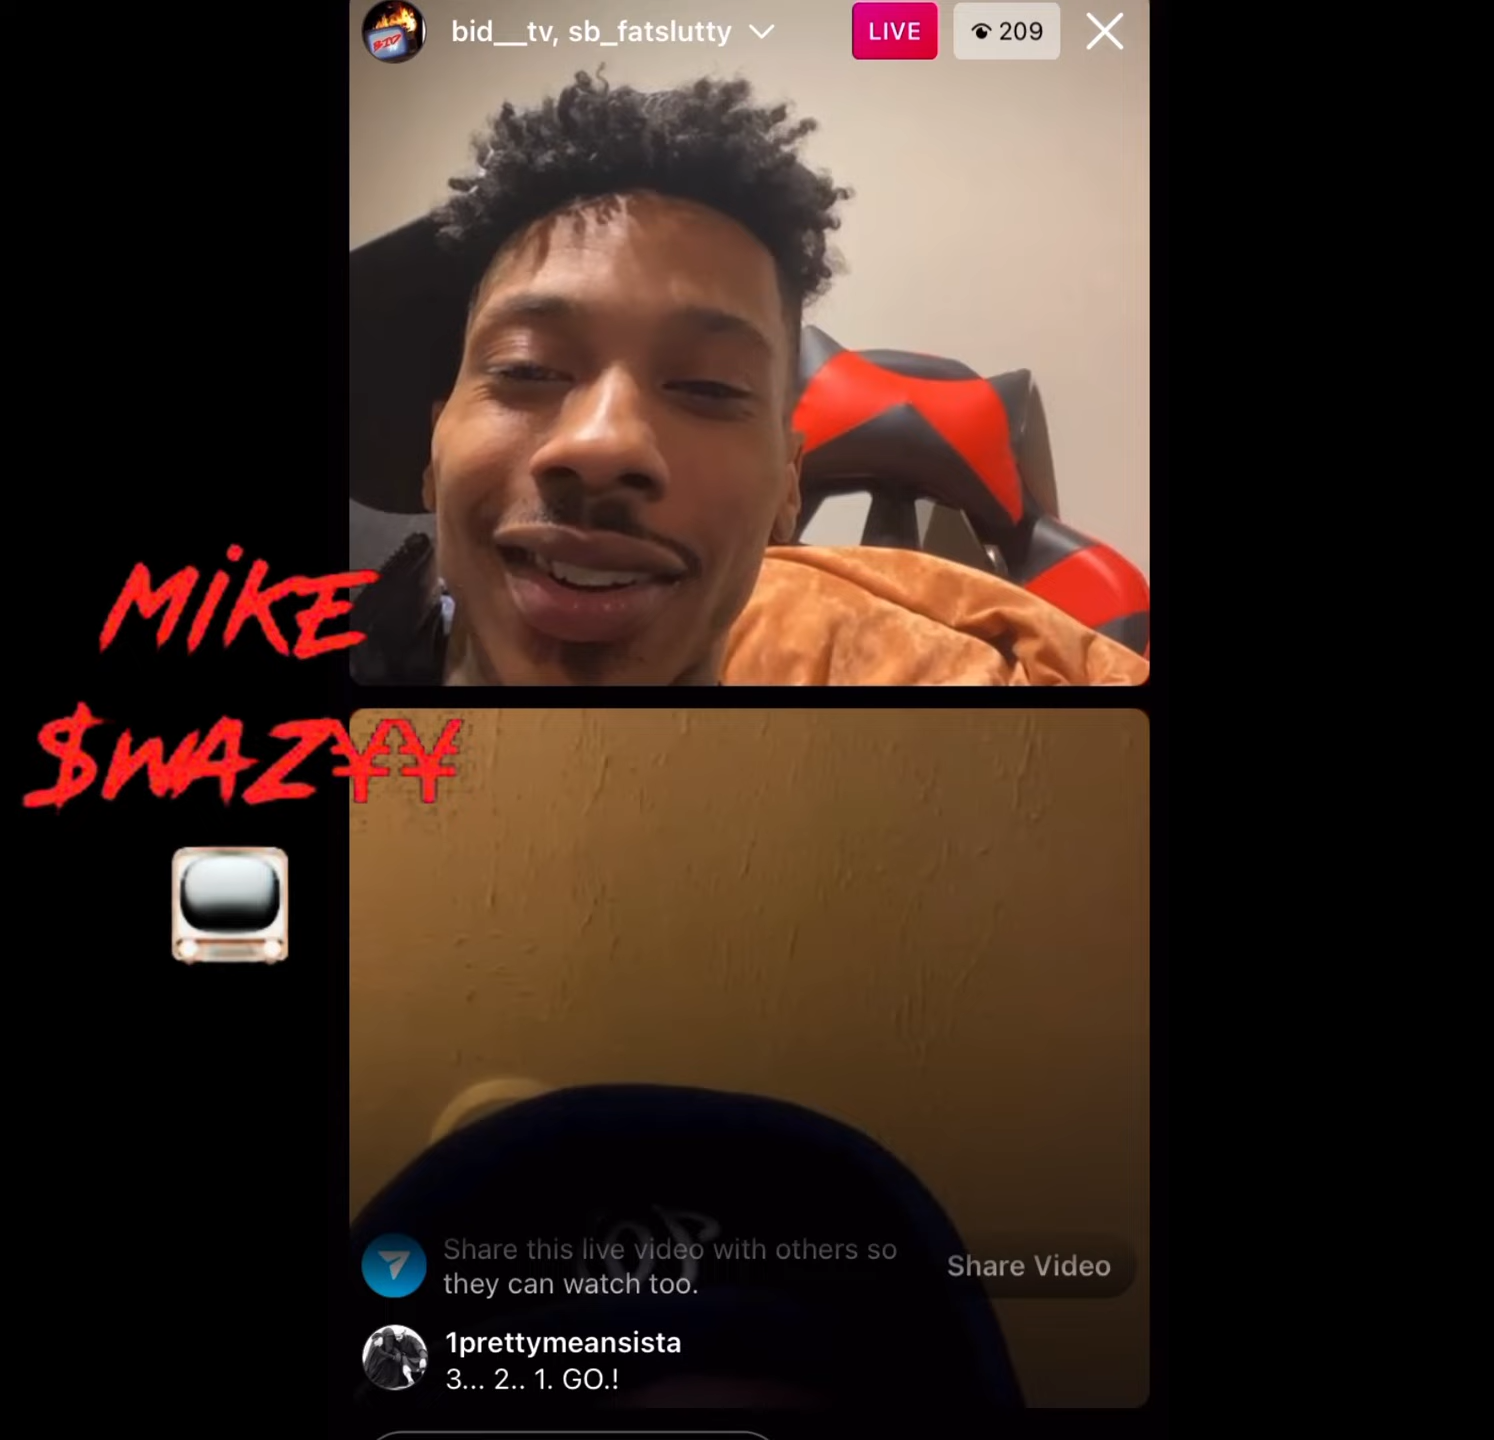 bid__tv, sb_fatslutty
LIVE
209
BID
MIKE
$WAZ¥¥
Share this live video with others so
they can watch too.
Share Video
1prettymeansista
3... 2.. 1. GO.!